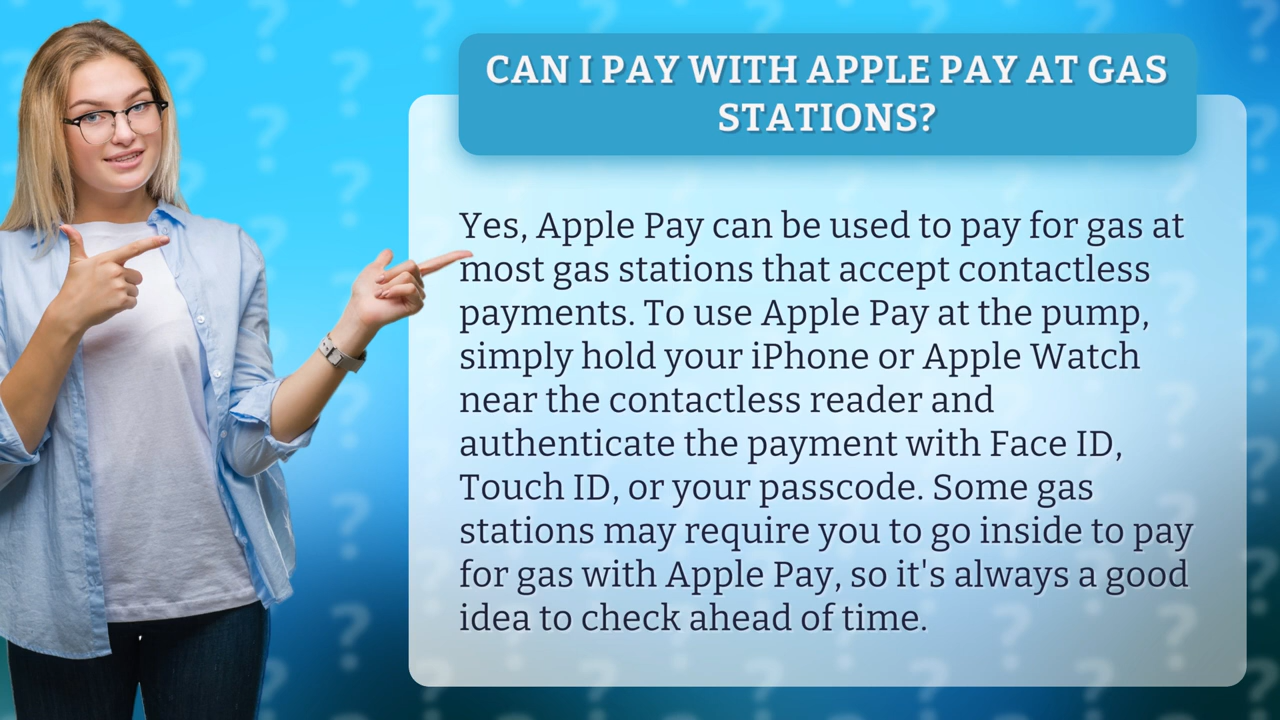 CAN I PAY WITH APPLE PAY AT GAS
STATIONS?
Yes, Apple Pay can be used to pay for gas at
most gas stations that accept contactless
payments. To use Apple Pay at the pump,
simply hold your iPhone or Apple Watch
near the contactless reader and
authenticate the payment with Face ID,
Touch ID, or your passcode. Some gas
stations may require you to go inside to pay
for gas with Apple Pay, so it's always a good
idea to check ahead of time.